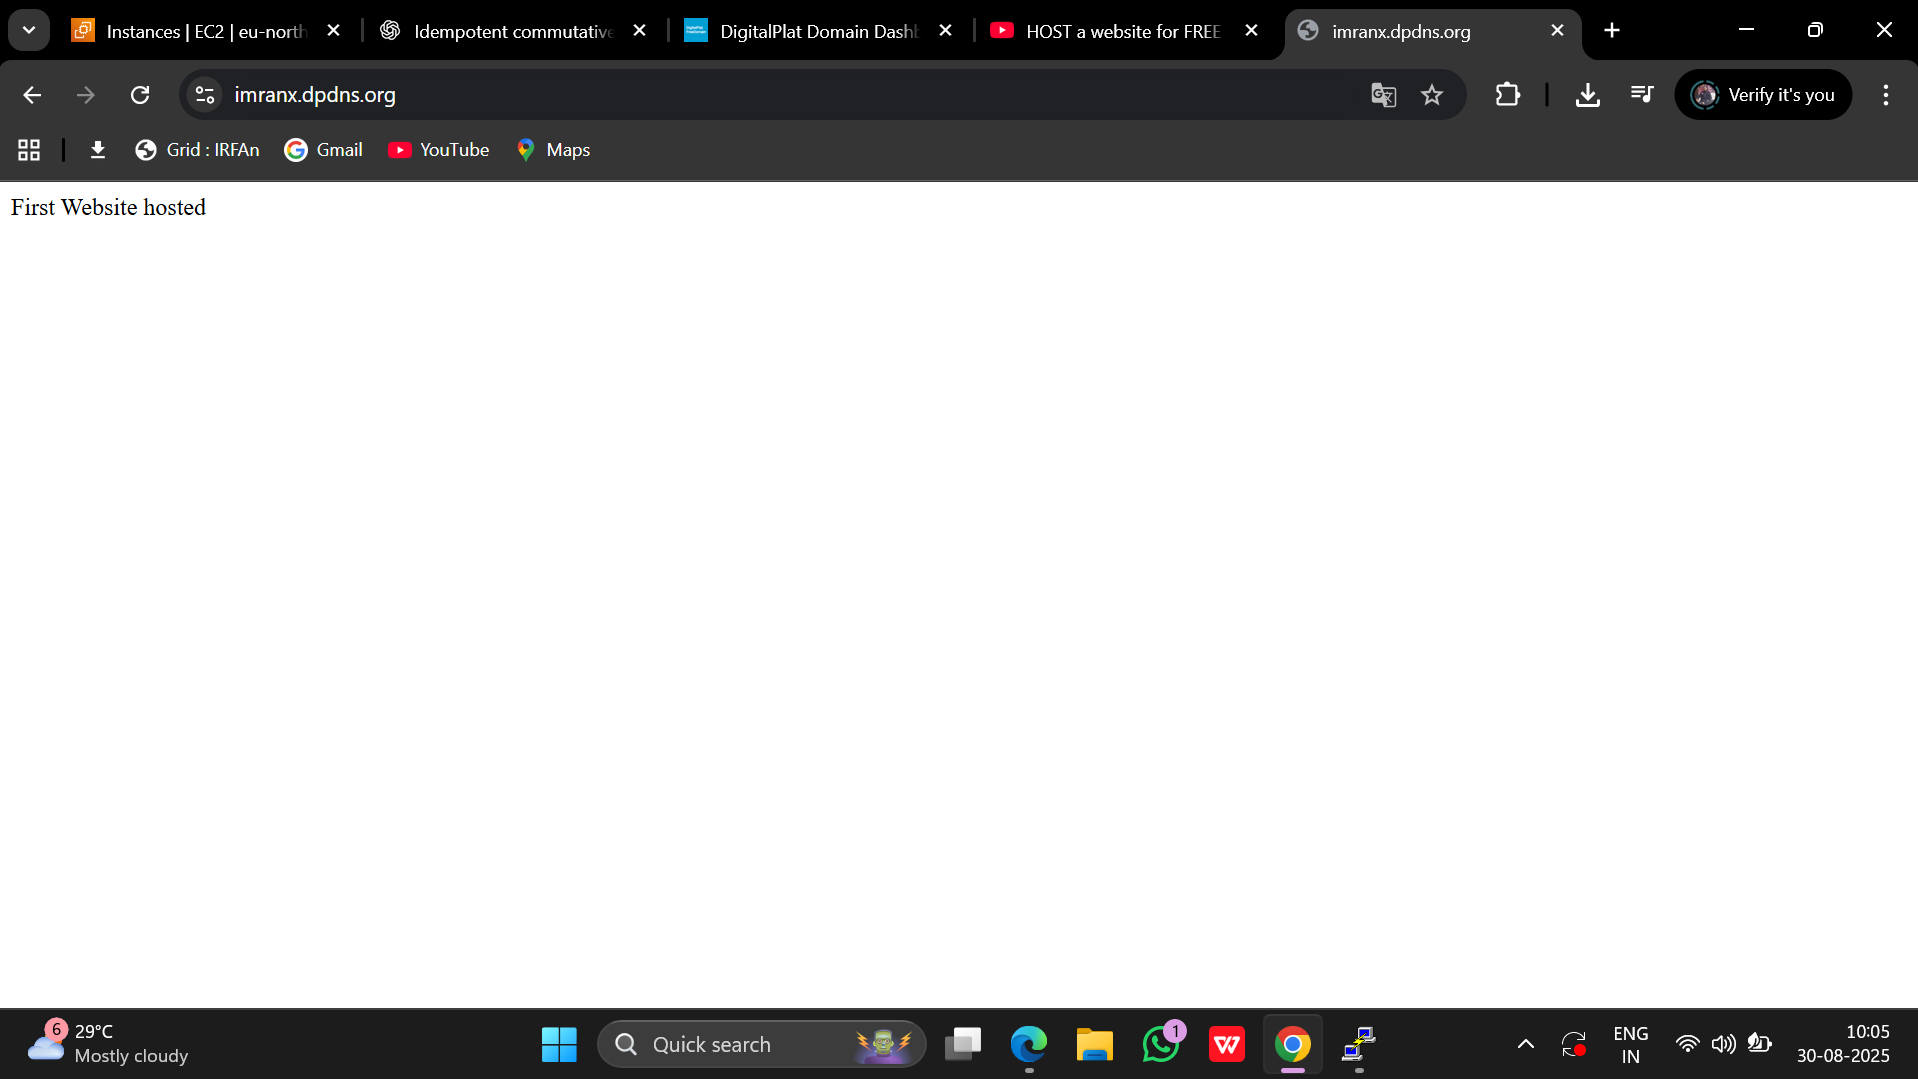 Instances | EC2 | eu-north
Idempotent commutative
DigitalPlat Domain Dashb
HOST a website for FREE
imranx.dpdns.org
imranx.dpdns.org
Verify it's you
Grid : IRFAn
Gmail
YouTube
Maps
First Website hosted
6
29°C
Mostly cloudy
Quick search
1
ENG
IN
10:05
30-08-2025